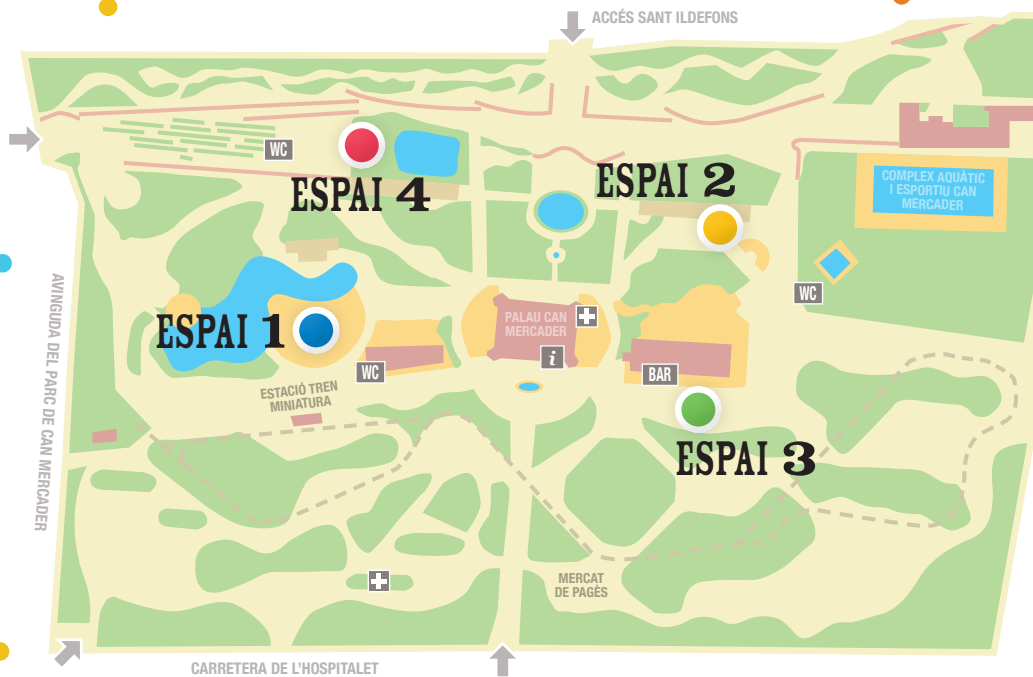 ACCÉS SANT ILDEFONS
WC
ESPAI 4
ESPAI 2
COMPLEX AQUÀTIC
I ESPORTIU CAN
MERCADER
WC
AVINGUDA DEL PARC DE CAN MERCADER
ESPAI 1
PALAU CAN
MERCADER
i
WC
BAR
ESTACIÓ TREN
MINIATURA
ESPAI 3
MERCAT
DE PAGÈS
CARRETERA DE L'HOSPITALET